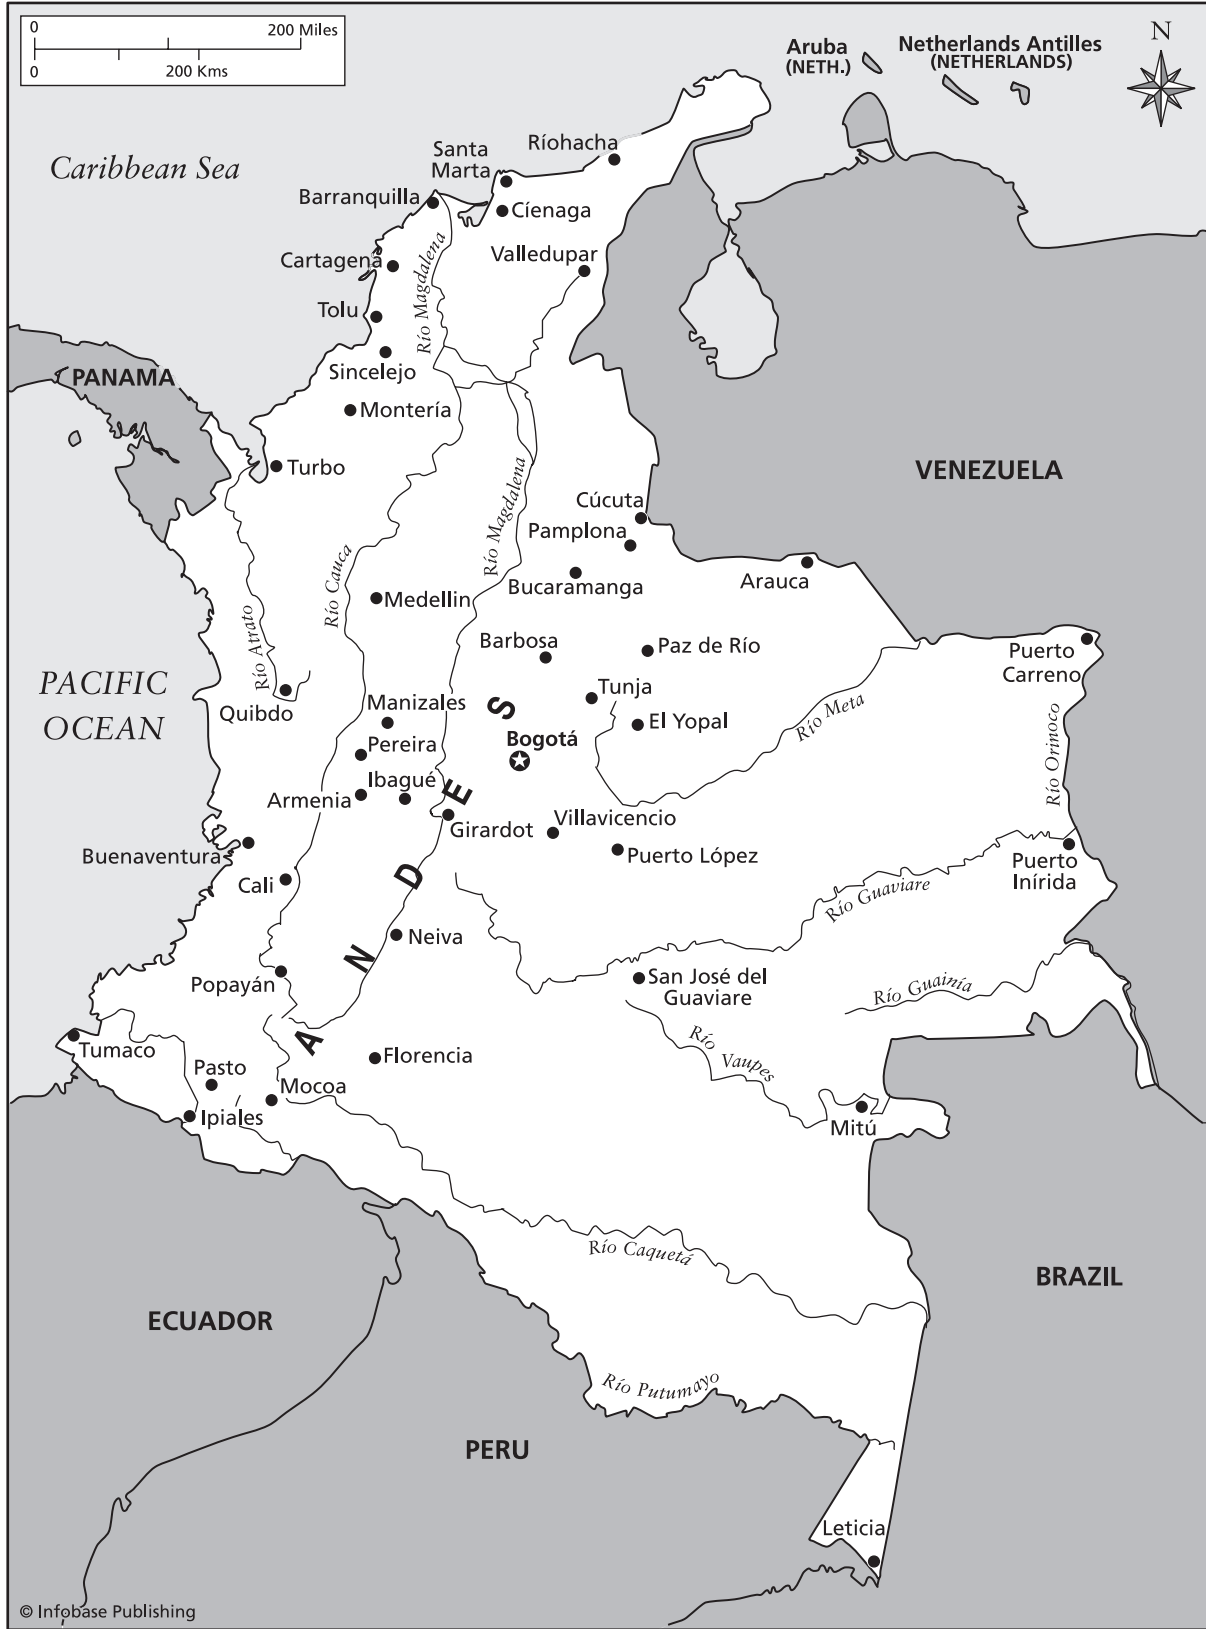 0 200 Miles
0 200 Kms
N
Aruba
(NETH.)
Netherlands Antilles
(NETHERLANDS)
Caribbean Sea
Ríohacha
Santa
Marta
Barranquilla
Cíenaga
Cartagena
Valledupar
Río Magdalena
Tolu
Sincelejo
PANAMA
Montería
Turbo
VENEZUELA
Río Magdalena
Cúcuta
Pamplona
Bucaramanga
Arauca
Río Cauca
Medellin
Río Atrato
Barbosa
Paz de Río
Puerto
Carreno
PACIFIC
OCEAN
Quibdo
Manizales
Tunja
El Yopal
Río Meta
Río Orinoco
Pereira
Bogotá
Ibagué
Armenia
Girardot
Villavicencio
Puerto López
Buenaventura
Cali
Puerto
Inírida
Río Guaviare
ANDES
Neiva
Popayán
San José del
Guaviare
Río Guainía
Tumaco
Florencia
Río Vaupes
Pasto
Mocoa
Ipiales
Mitú
Río Caquetá
BRAZIL
ECUADOR
Río Putumayo
PERU
Leticia
© Infobase Publishing